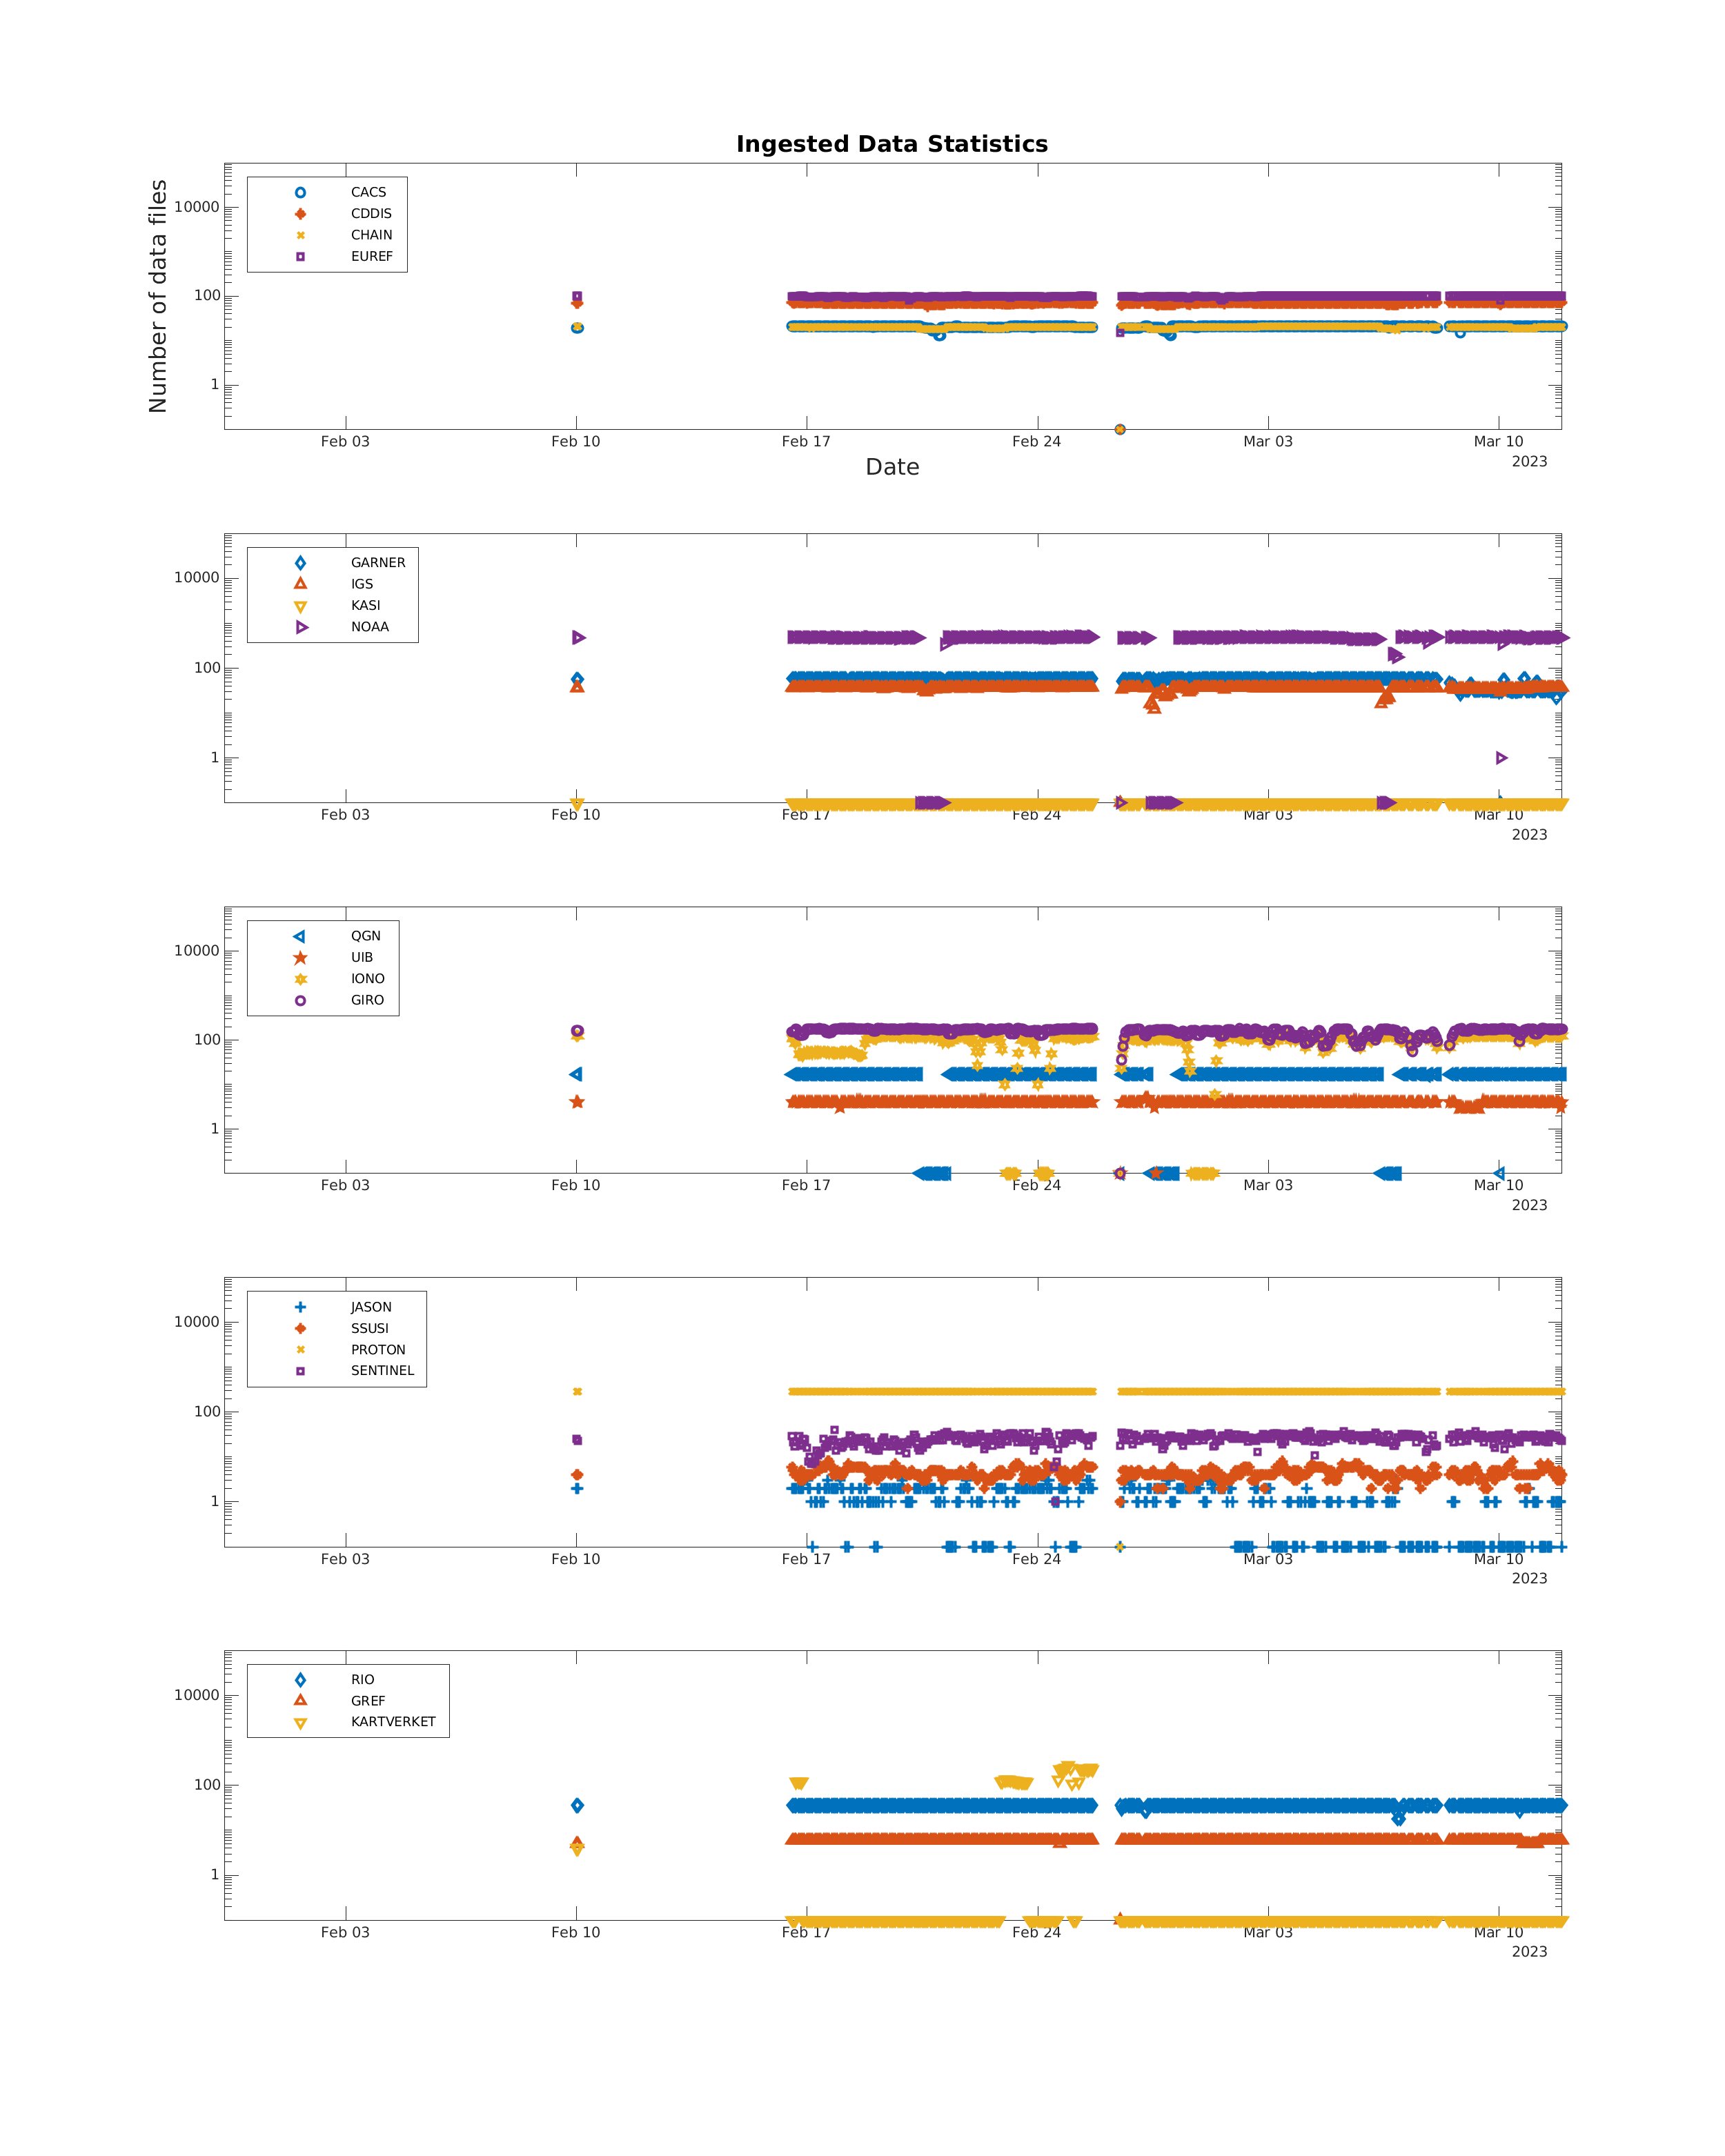 Ingested Data Statistics
Number of data files
CACS
CDDIS
CHAIN
EUREF
10000
100
1
Feb 03 Feb 10 Feb 17 Feb 24 Mar 03 Mar 10
2023
Date
GARNER
IGS
KASI
NOAA
10000
100
1
Feb 03 Feb 10 Feb 17 Feb 24 Mar 03 Mar 10
2023
QGN
UIB
IONO
GIRO
10000
100
1
Feb 03 Feb 10 Feb 17 Feb 24 Mar 03 Mar 10
2023
JASON
SSUSI
PROTON
SENTINEL
10000
100
1
Feb 03 Feb 10 Feb 17 Feb 24 Mar 03 Mar 10
2023
RIO
GREF
KARTVERKET
10000
100
1
Feb 03 Feb 10 Feb 17 Feb 24 Mar 03 Mar 10
2023